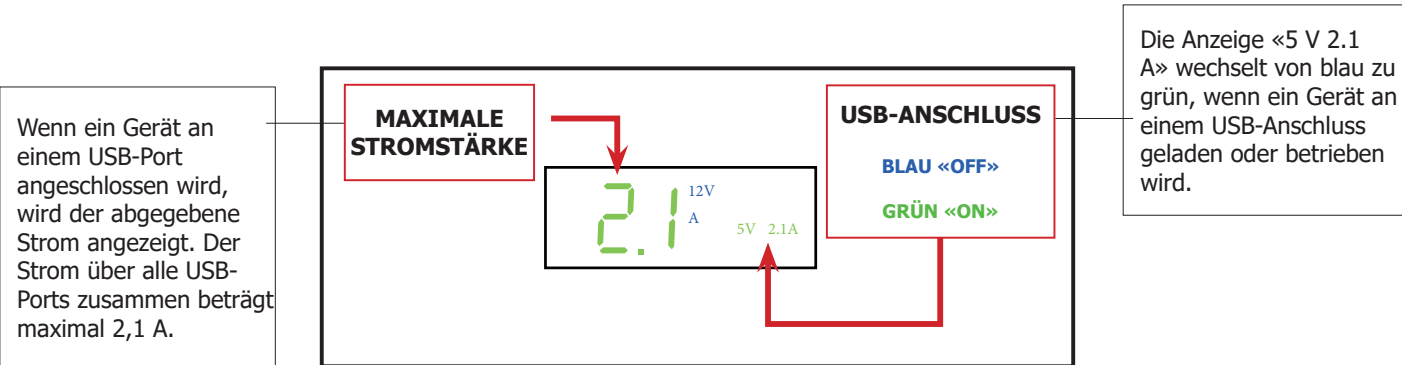 Wenn ein Gerät an
einem USB-Port
angeschlossen wird,
wird der abgegebene
Strom angezeigt. Der
Strom über alle USB-
Ports zusammen beträgt
maximal 2,1 A.
MAXIMALE
STROMSTÄRKE
2.1
12V
A
5V 2.1A
USB-ANSCHLUSS
BLAU «OFF»
GRÜN «ON»
Die Anzeige «5 V 2.1
A» wechselt von blau zu
grün, wenn ein Gerät an
einem USB-Anschluss
geladen oder betrieben
wird.